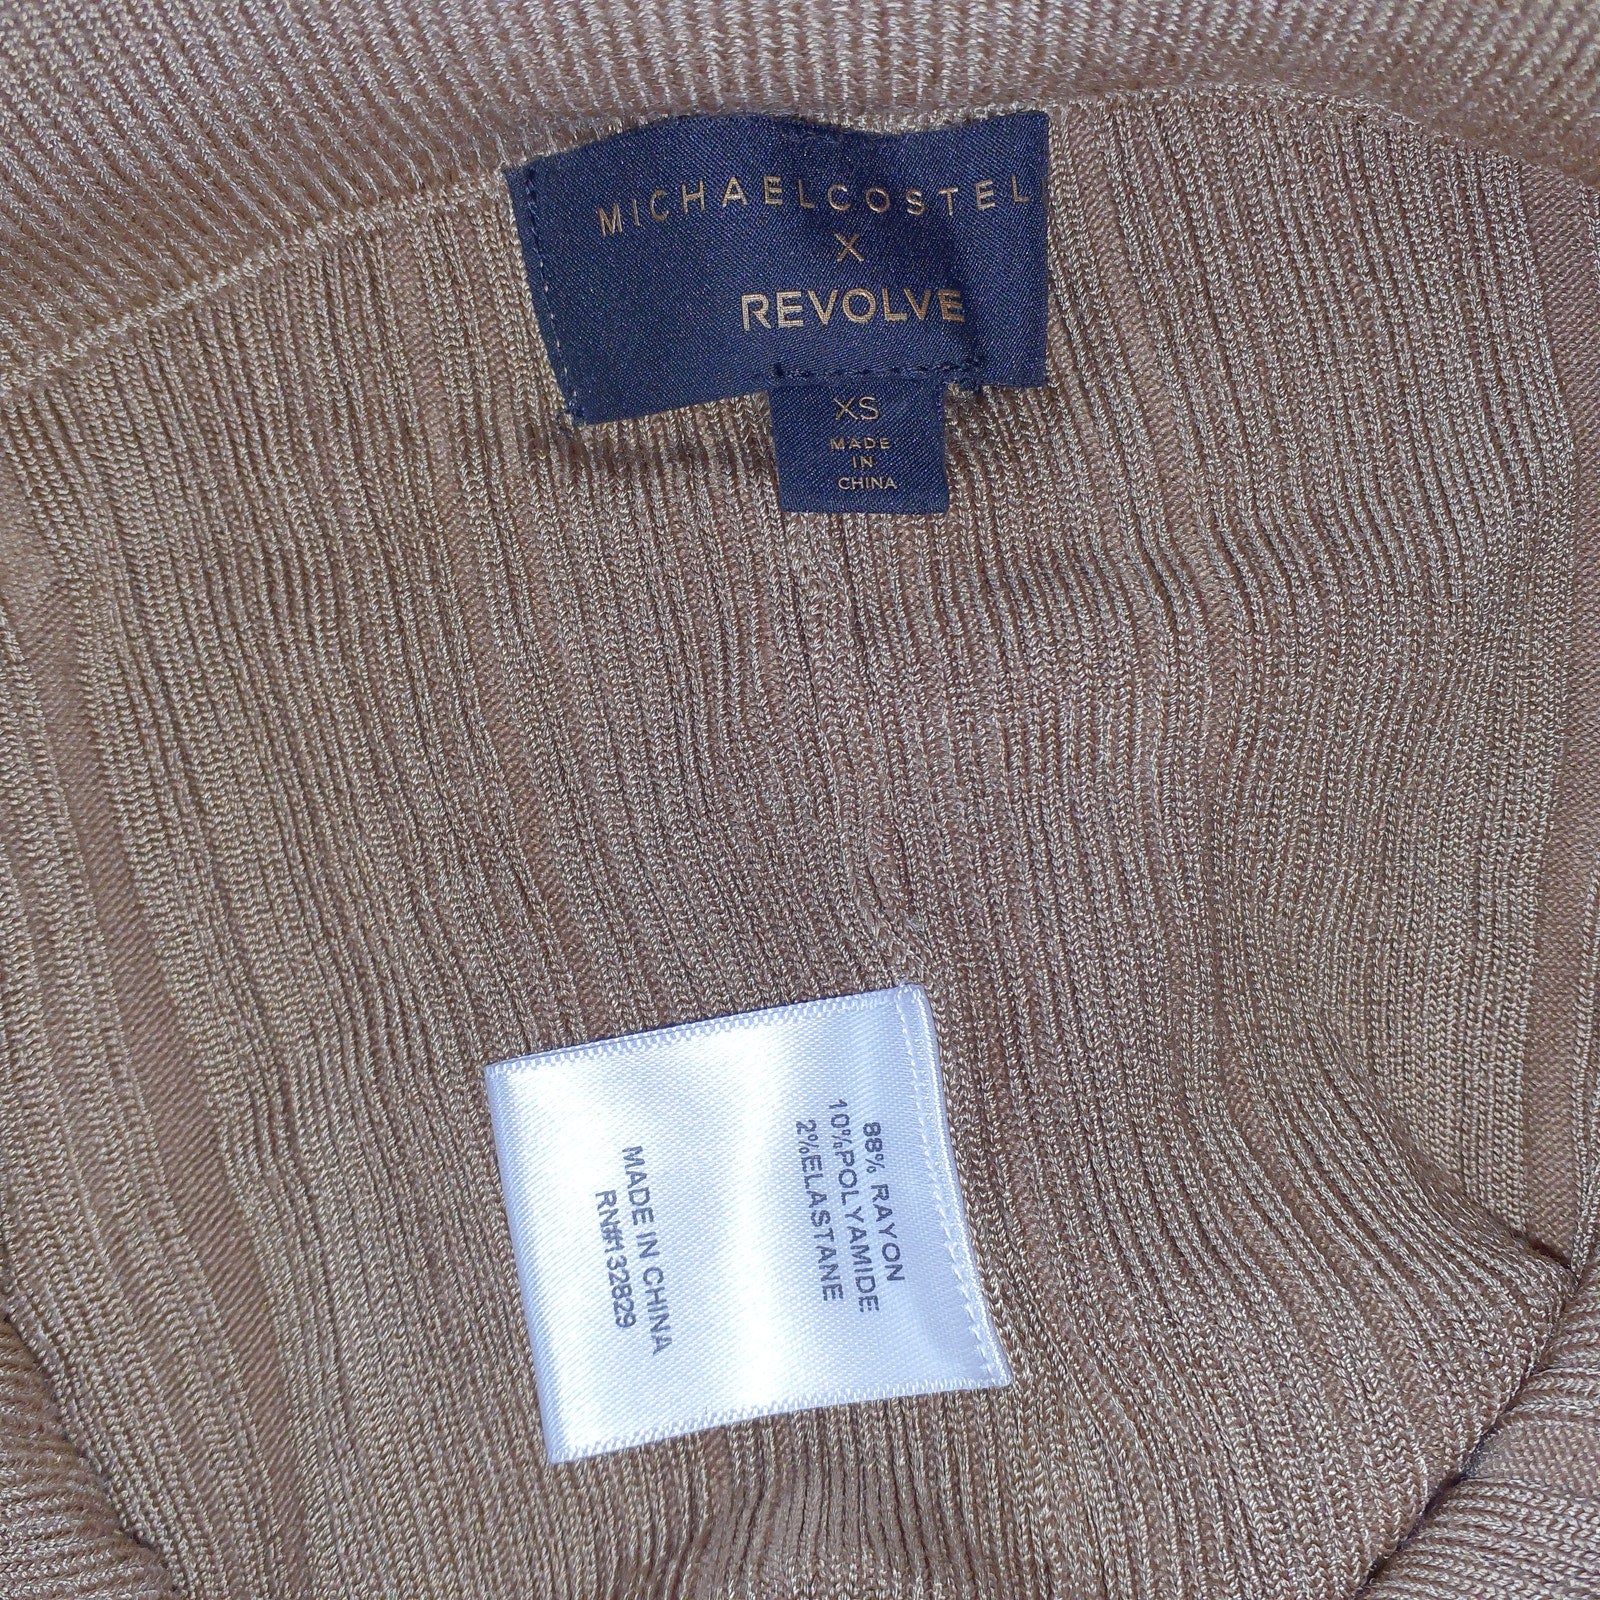 MICHAELCOSTEL
X
REVOLVE
XS
MADE
IN
CHINA
88% RAYON
10%POLYAMIDE
2%ELASTANE
MADE IN CHINA
RN#132829